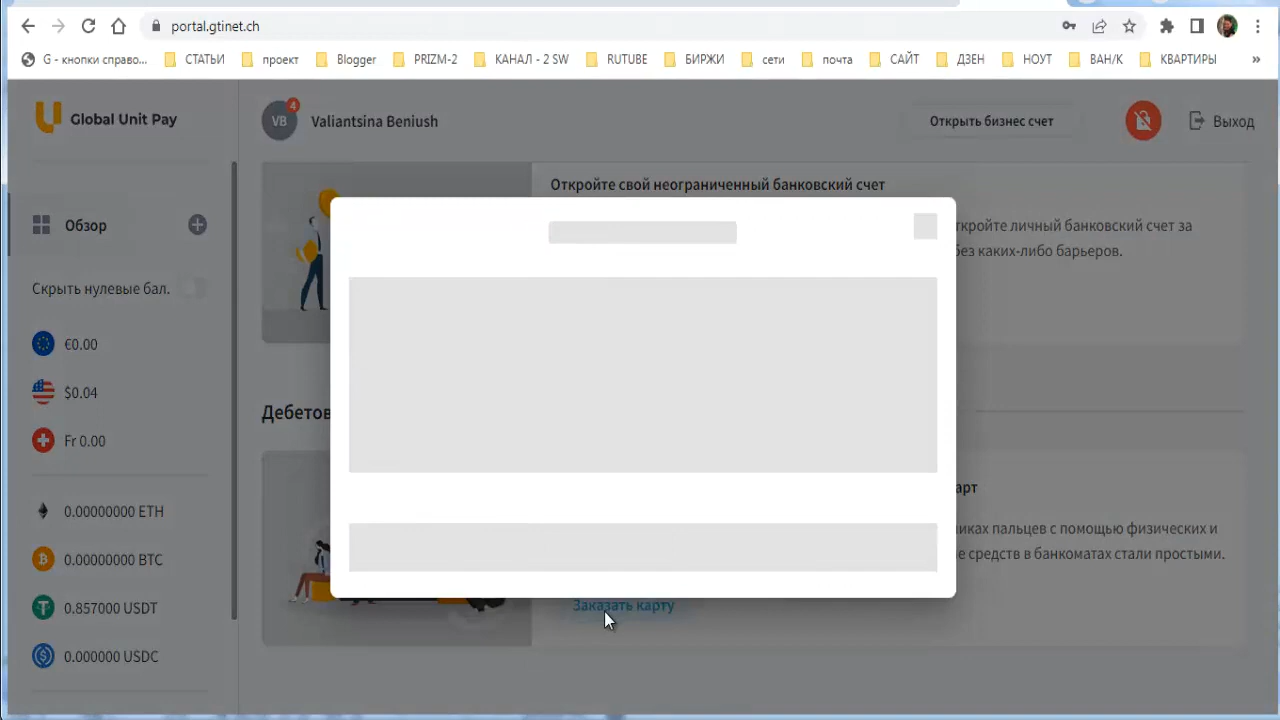 portal.gtinet.ch
G - кнопки справо...
СТАТЬИ
проект
Blogger
PRIZM-2
КАНАЛ - 2 SW
RUTUBE
БИРЖИ
сети
почта
САЙТ
ДЗЕН
НОУТ
ВАН/К
КВАРТИРЫ
»
Global Unit Pay
VB
4
Valiantsina Beniush
Открыть бизнес счет
Выход
Обзор
Скрыть нулевые бал.
€0.00
$0.04
Fr 0.00
0.00000000 ETH
0.00000000 BTC
0.857000 USDT
0.000000 USDC
Откройте свой неограниченный банковский счет
ткройте личный банковский счет за
без каких-либо барьеров.
Дебетов
арт
иках пальцев с помощью физических и
е средств в банкоматах стали простыми.
Заказать карту